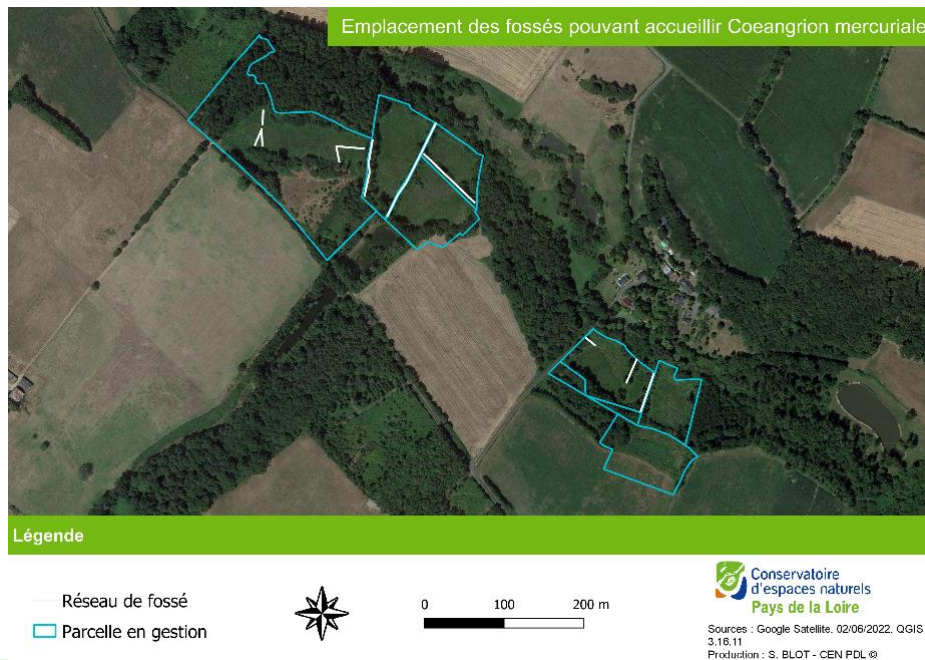 Emplacement des fossés pouvant accueillir Coeangrion mercuriale
Légende
Réseau de fossé
Parcelle en gestion
0 100 200 m
Conservatoire
d'espaces naturels
Pays de la Loire
Sources : Google Satellite, 02/06/2022, QGIS
3.16.11
Production : S. BLOT - CEN PDL ©